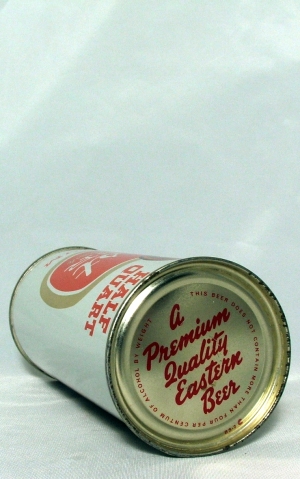 HALF
QUART
A
Premium
Quality
Eastern
Beer
THIS BEER DOES NOT CONTAIN MORE THAN FOUR PER CENTUM OF ALCOHOL BY WEIGHT